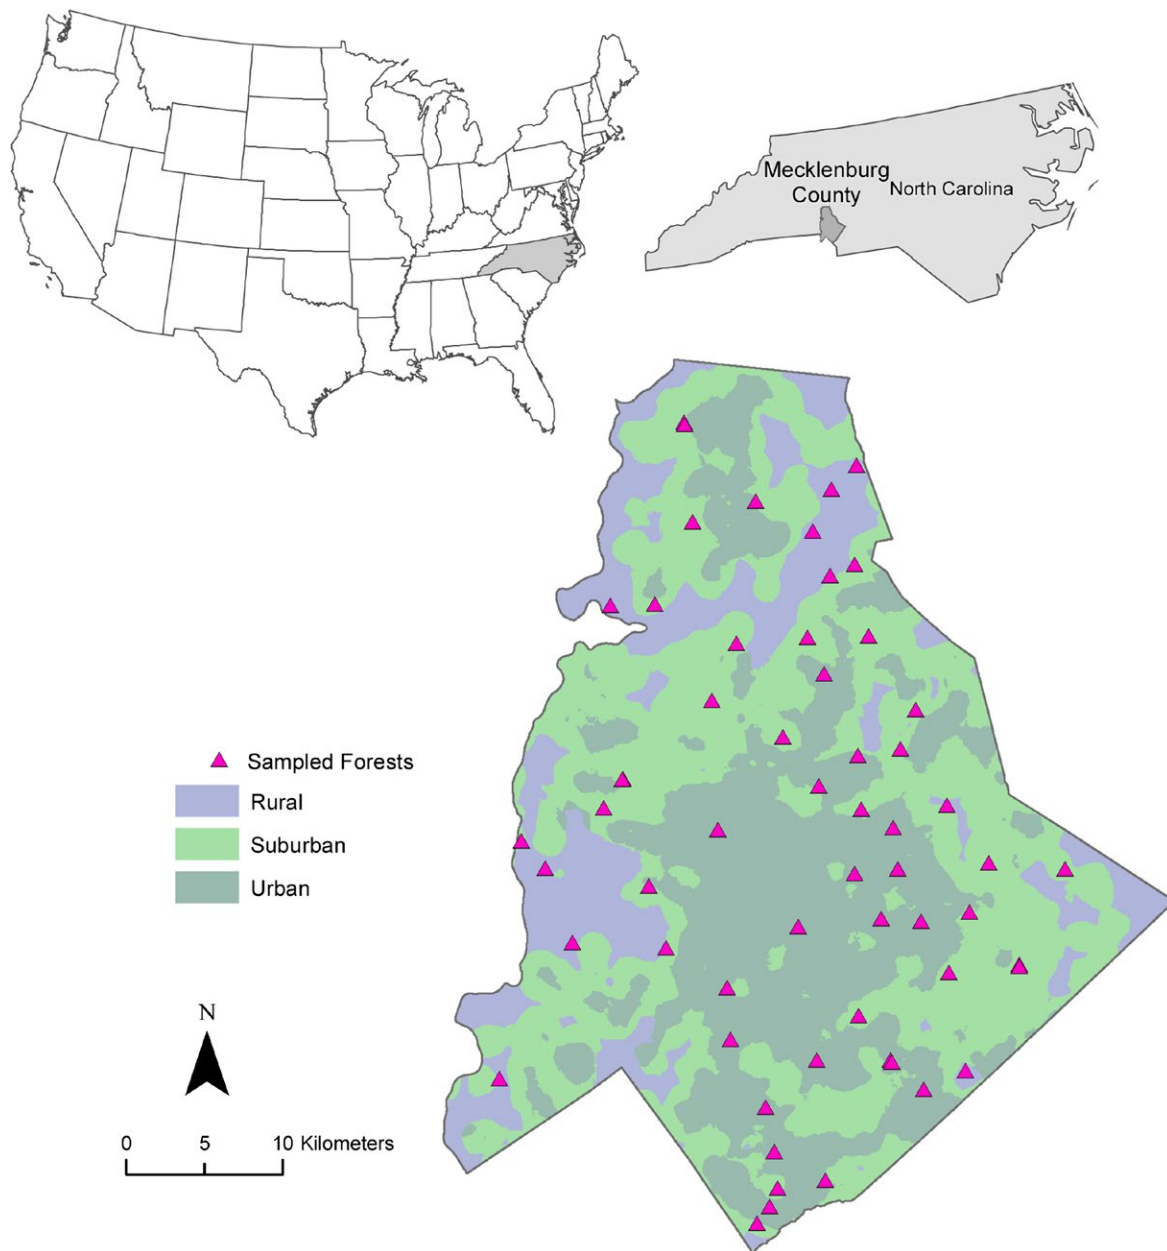 Mecklenburg
County
North Carolina
Sampled Forests
Rural
Suburban
Urban
N
0 5 10 Kilometers